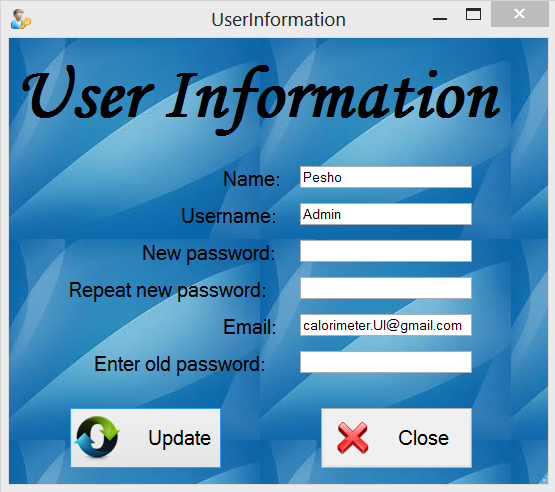 UserInformation
User Information
Name: Pesho
Username: Admin
New password:
Repeat new password:
Email: calorimeter.UI@gmail.com
Enter old password:
Update Close